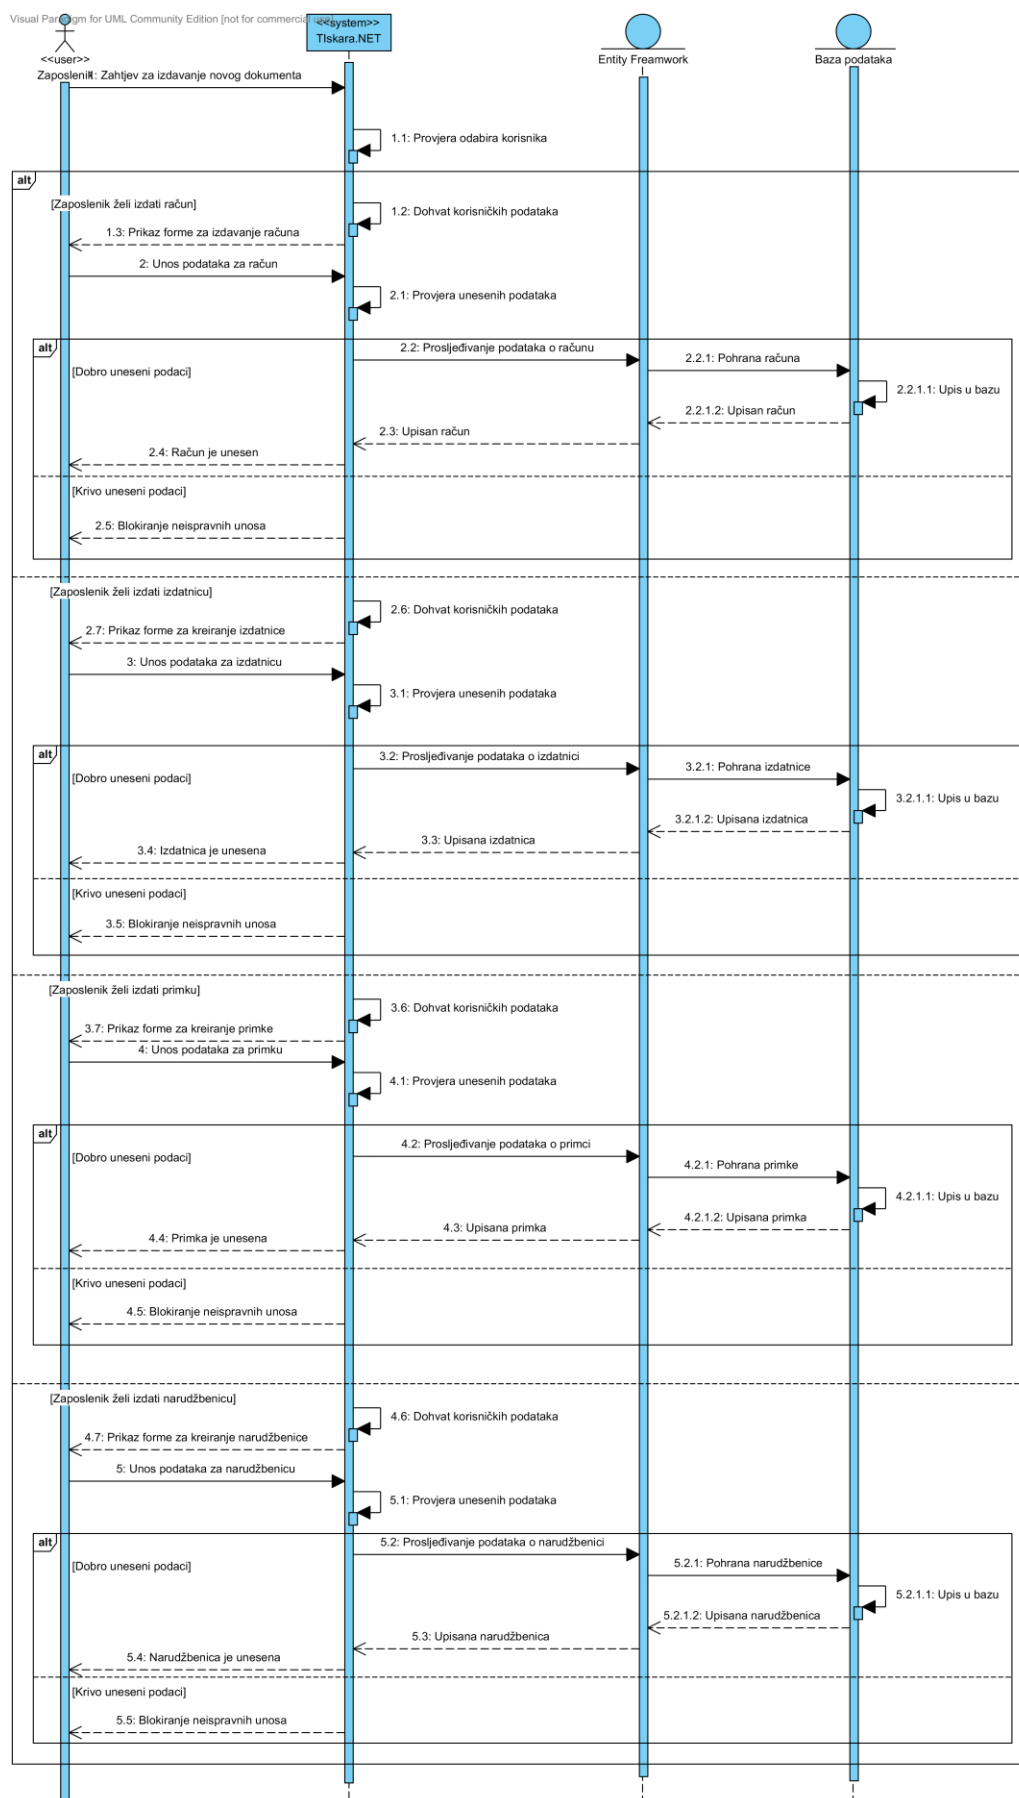 Visual Paradigm for UML Community Edition [not for commercial use]
<<system>>
TIskara.NET
<<user>>
Zaposlenik
Entity Freamwork
Baza podataka
1: Zahtjev za izdavanje novog dokumenta
1.1: Provjera odabira korisnika
alt
[Zaposlenik želi izdati račun]
1.2: Dohvat korisničkih podataka
1.3: Prikaz forme za izdavanje računa
2: Unos podataka za račun
2.1: Provjera unesenih podataka
alt
2.2: Prosljeđivanje podataka o računu
2.2.1: Pohrana računa
[Dobro uneseni podaci]
2.2.1.1: Upis u bazu
2.2.1.2: Upisan račun
2.3: Upisan račun
2.4: Račun je unesen
[Krivo uneseni podaci]
2.5: Blokiranje neispravnih unosa
[Zaposlenik želi izdati izdatnicu]
2.6: Dohvat korisničkih podataka
2.7: Prikaz forme za kreiranje izdatnice
3: Unos podataka za izdatnicu
3.1: Provjera unesenih podataka
alt
3.2: Prosljeđivanje podataka o izdatnici
3.2.1: Pohrana izdatnice
[Dobro uneseni podaci]
3.2.1.1: Upis u bazu
3.2.1.2: Upisana izdatnica
3.3: Upisana izdatnica
3.4: Izdatnica je unesena
[Krivo uneseni podaci]
3.5: Blokiranje neispravnih unosa
[Zaposlenik želi izdati primku]
3.6: Dohvat korisničkih podataka
3.7: Prikaz forme za kreiranje primke
4: Unos podataka za primku
4.1: Provjera unesenih podataka
alt
4.2: Prosljeđivanje podataka o primci
[Dobro uneseni podaci]
4.2.1: Pohrana primke
4.2.1.1: Upis u bazu
4.2.1.2: Upisana primka
4.3: Upisana primka
4.4: Primka je unesena
[Krivo uneseni podaci]
4.5: Blokiranje neispravnih unosa
[Zaposlenik želi izdati narudžbenicu]
4.6: Dohvat korisničkih podataka
4.7: Prikaz forme za kreiranje narudžbenice
5: Unos podataka za narudžbenicu
5.1: Provjera unesenih podataka
alt
5.2: Prosljeđivanje podataka o narudžbenici
[Dobro uneseni podaci]
5.2.1: Pohrana narudžbenice
5.2.1.1: Upis u bazu
5.2.1.2: Upisana narudžbenica
5.3: Upisana narudžbenica
5.4: Narudžbenica je unesena
[Krivo uneseni podaci]
5.5: Blokiranje neispravnih unosa